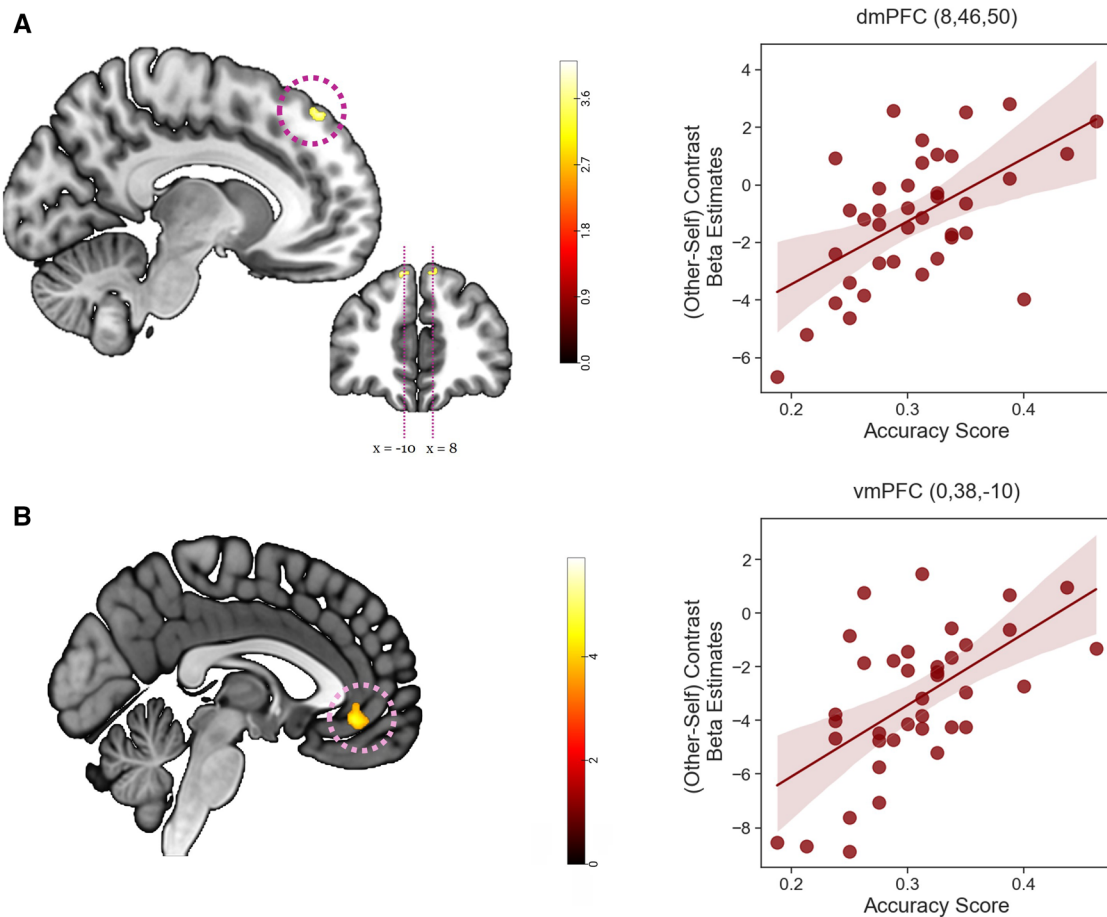 A
3.6
2.7
1.8
0.9
0.0
x = -10 x = 8
dmPFC (8,46,50)
(Other-Self) Contrast
Beta Estimates
4
2
0
−2
−4
−6
0.2 0.3 0.4
Accuracy Score
B
4
2
0
vmPFC (0,38,-10)
(Other-Self) Contrast
Beta Estimates
2
0
−2
−4
−6
−8
0.2 0.3 0.4
Accuracy Score